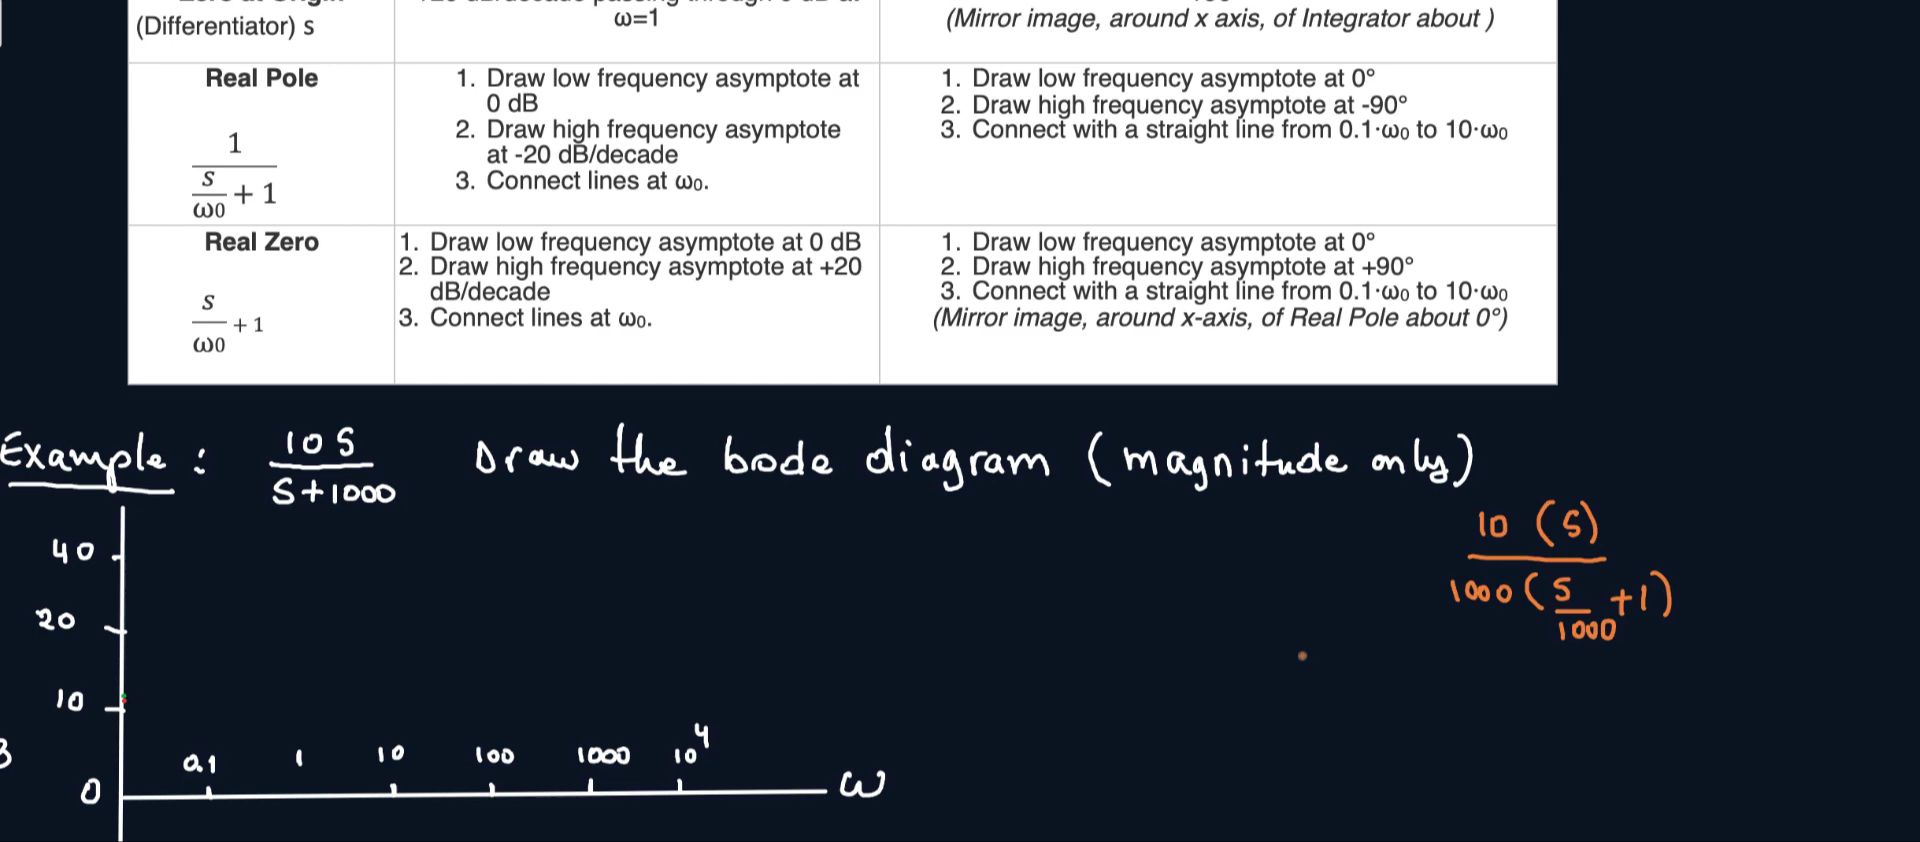 (Differentiator) s
ω=1
(Mirror image, around x axis, of Integrator about )
Real Pole
1
s
ω0
+ 1
1. Draw low frequency asymptote at
0 dB
2. Draw high frequency asymptote
at -20 dB/decade
3. Connect lines at ω0.
1. Draw low frequency asymptote at 0°
2. Draw high frequency asymptote at -90°
3. Connect with a straight line from 0.1·ω0 to 10·ω0
Real Zero
s
ω0
+ 1
1. Draw low frequency asymptote at 0 dB
2. Draw high frequency asymptote at +20
dB/decade
3. Connect lines at ω0.
1. Draw low frequency asymptote at 0°
2. Draw high frequency asymptote at +90°
3. Connect with a straight line from 0.1·ω0 to 10·ω0
(Mirror image, around x-axis, of Real Pole about 0°)
Example : 10 S / S+1000 Draw the bode diagram (magnitude only)
10 (S)
1000 (S/1000 +1)
40
20
10
0
0.1 1 10 100 1000 10^4
ω